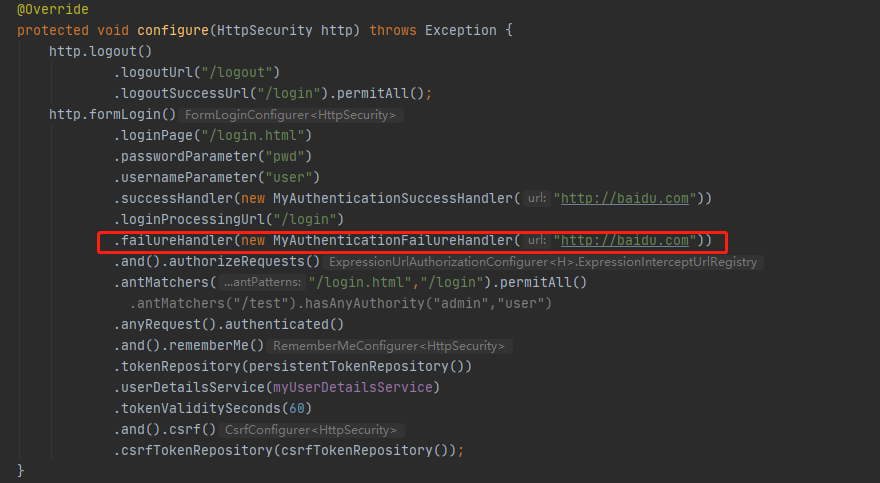 @Override
protected void configure(HttpSecurity http) throws Exception {
http.logout()
.logoutUrl("/logout")
.logoutSuccessUrl("/login").permitAll();
http.formLogin() FormLoginConfigurer<HttpSecurity>
.loginPage("/login.html")
.passwordParameter("pwd")
.usernameParameter("user")
.successHandler(new MyAuthenticationSuccessHandler( url: "http://baidu.com"))
.loginProcessingUrl("/login")
.failureHandler(new MyAuthenticationFailureHandler( url: "http://baidu.com"))
.and().authorizeRequests() ExpressionUrlAuthorizationConfigurer<H>.ExpressionInterceptUrlRegistry
.antMatchers( ...antPatterns: "/login.html","/login").permitAll()
.antMatchers("/test").hasAnyAuthority("admin","user")
.anyRequest().authenticated()
.and().rememberMe() RememberMeConfigurer<HttpSecurity>
.tokenRepository(persistentTokenRepository())
.userDetailsService(myUserDetailsService)
.tokenValiditySeconds(60)
.and().csrf() CsrfConfigurer<HttpSecurity>
.csrfTokenRepository(csrfTokenRepository());
}